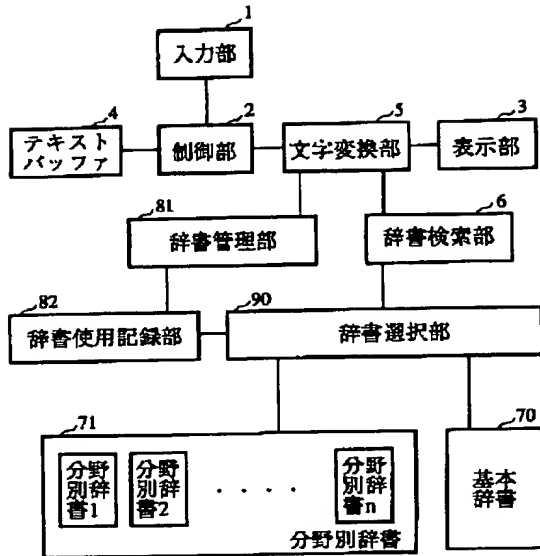 1
入力部
4
2
5
3
テキスト
バッファ
制御部
文字変換部
表示部
81
6
辞書管理部
辞書検索部
82
90
辞書使用記録部
辞書選択部
71
70
分野
別辞
書1
分野
別辞
書2
・・・・
分野
別辞
書n
分野別辞書
基本
辞書